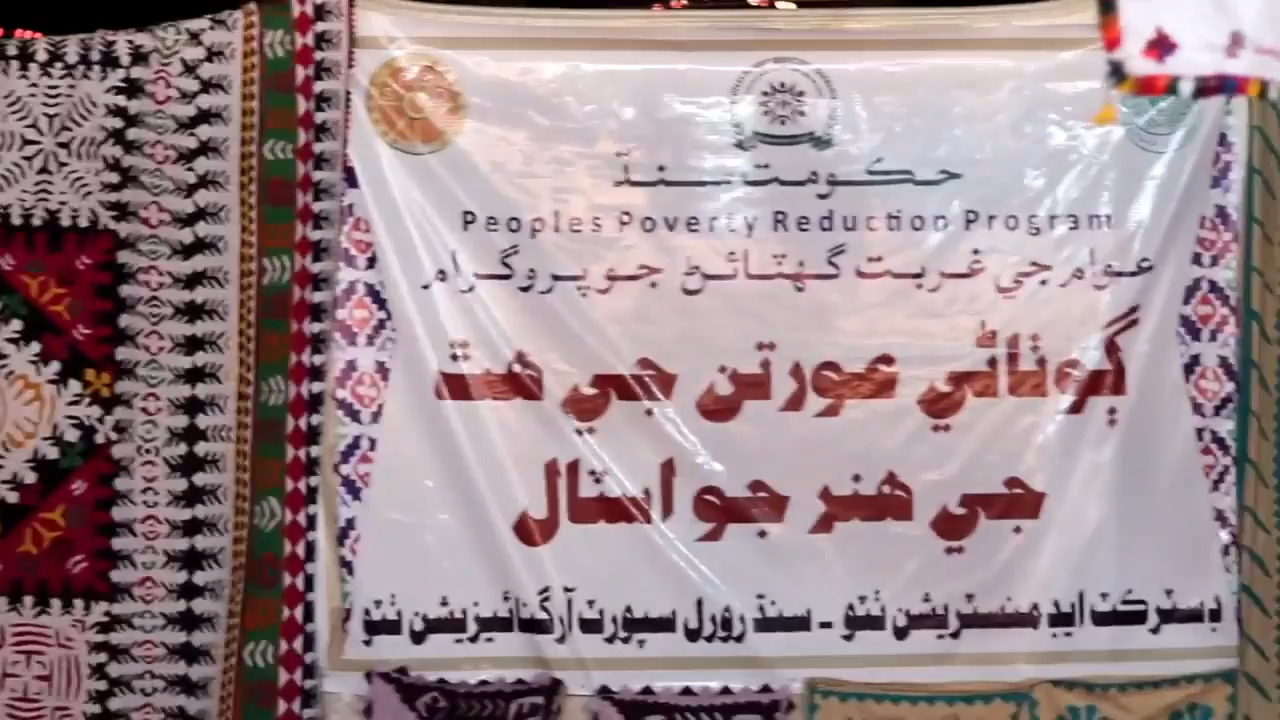 حڪومت سنڌ
Peoples Poverty Reduction Program
عوام جي غربت گهٽائڻ جو پروگرام
ڳوٺاڻي عورتن جي هٿ
جي هنر جو اسٽال
ڊسٽرڪٽ ايڊمنسٽريشن ٺٽو - سنڌ رورل سپورٽ آرگنائيزيشن ٺٽو